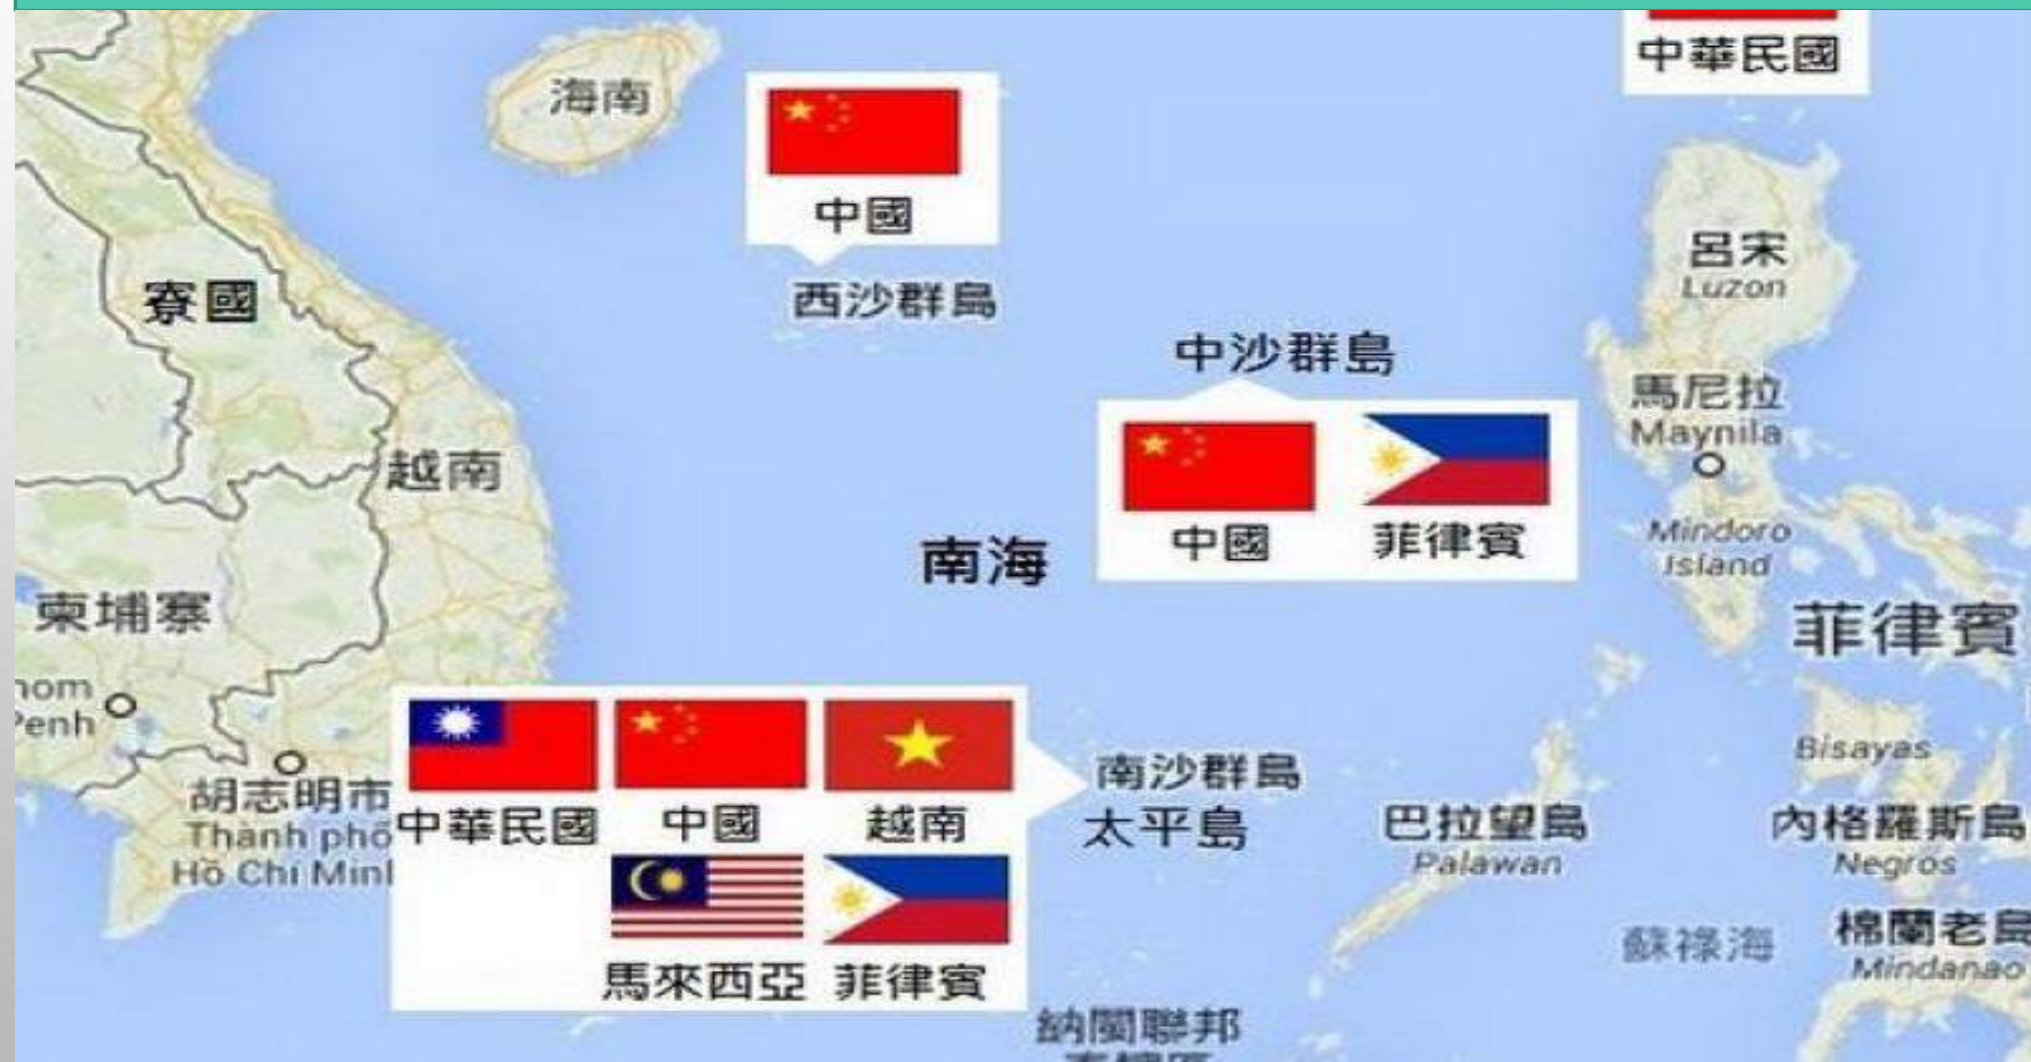 中華民國
海南
中國
西沙群島
寮國
呂宋
Luzon
中沙群島
中國
菲律賓
馬尼拉
Maynila
越南
南海
Mindoro
Island
柬埔寨
菲律賓
nom
Penh
胡志明市
Thành phố
Hồ Chí Minl
中華民國
中國
越南
馬來西亞
菲律賓
南沙群島
太平島
巴拉望島
Palawan
Bisayas
內格羅斯島
Negros
蘇祿海
棉蘭老島
Mindanao
納閩聯邦